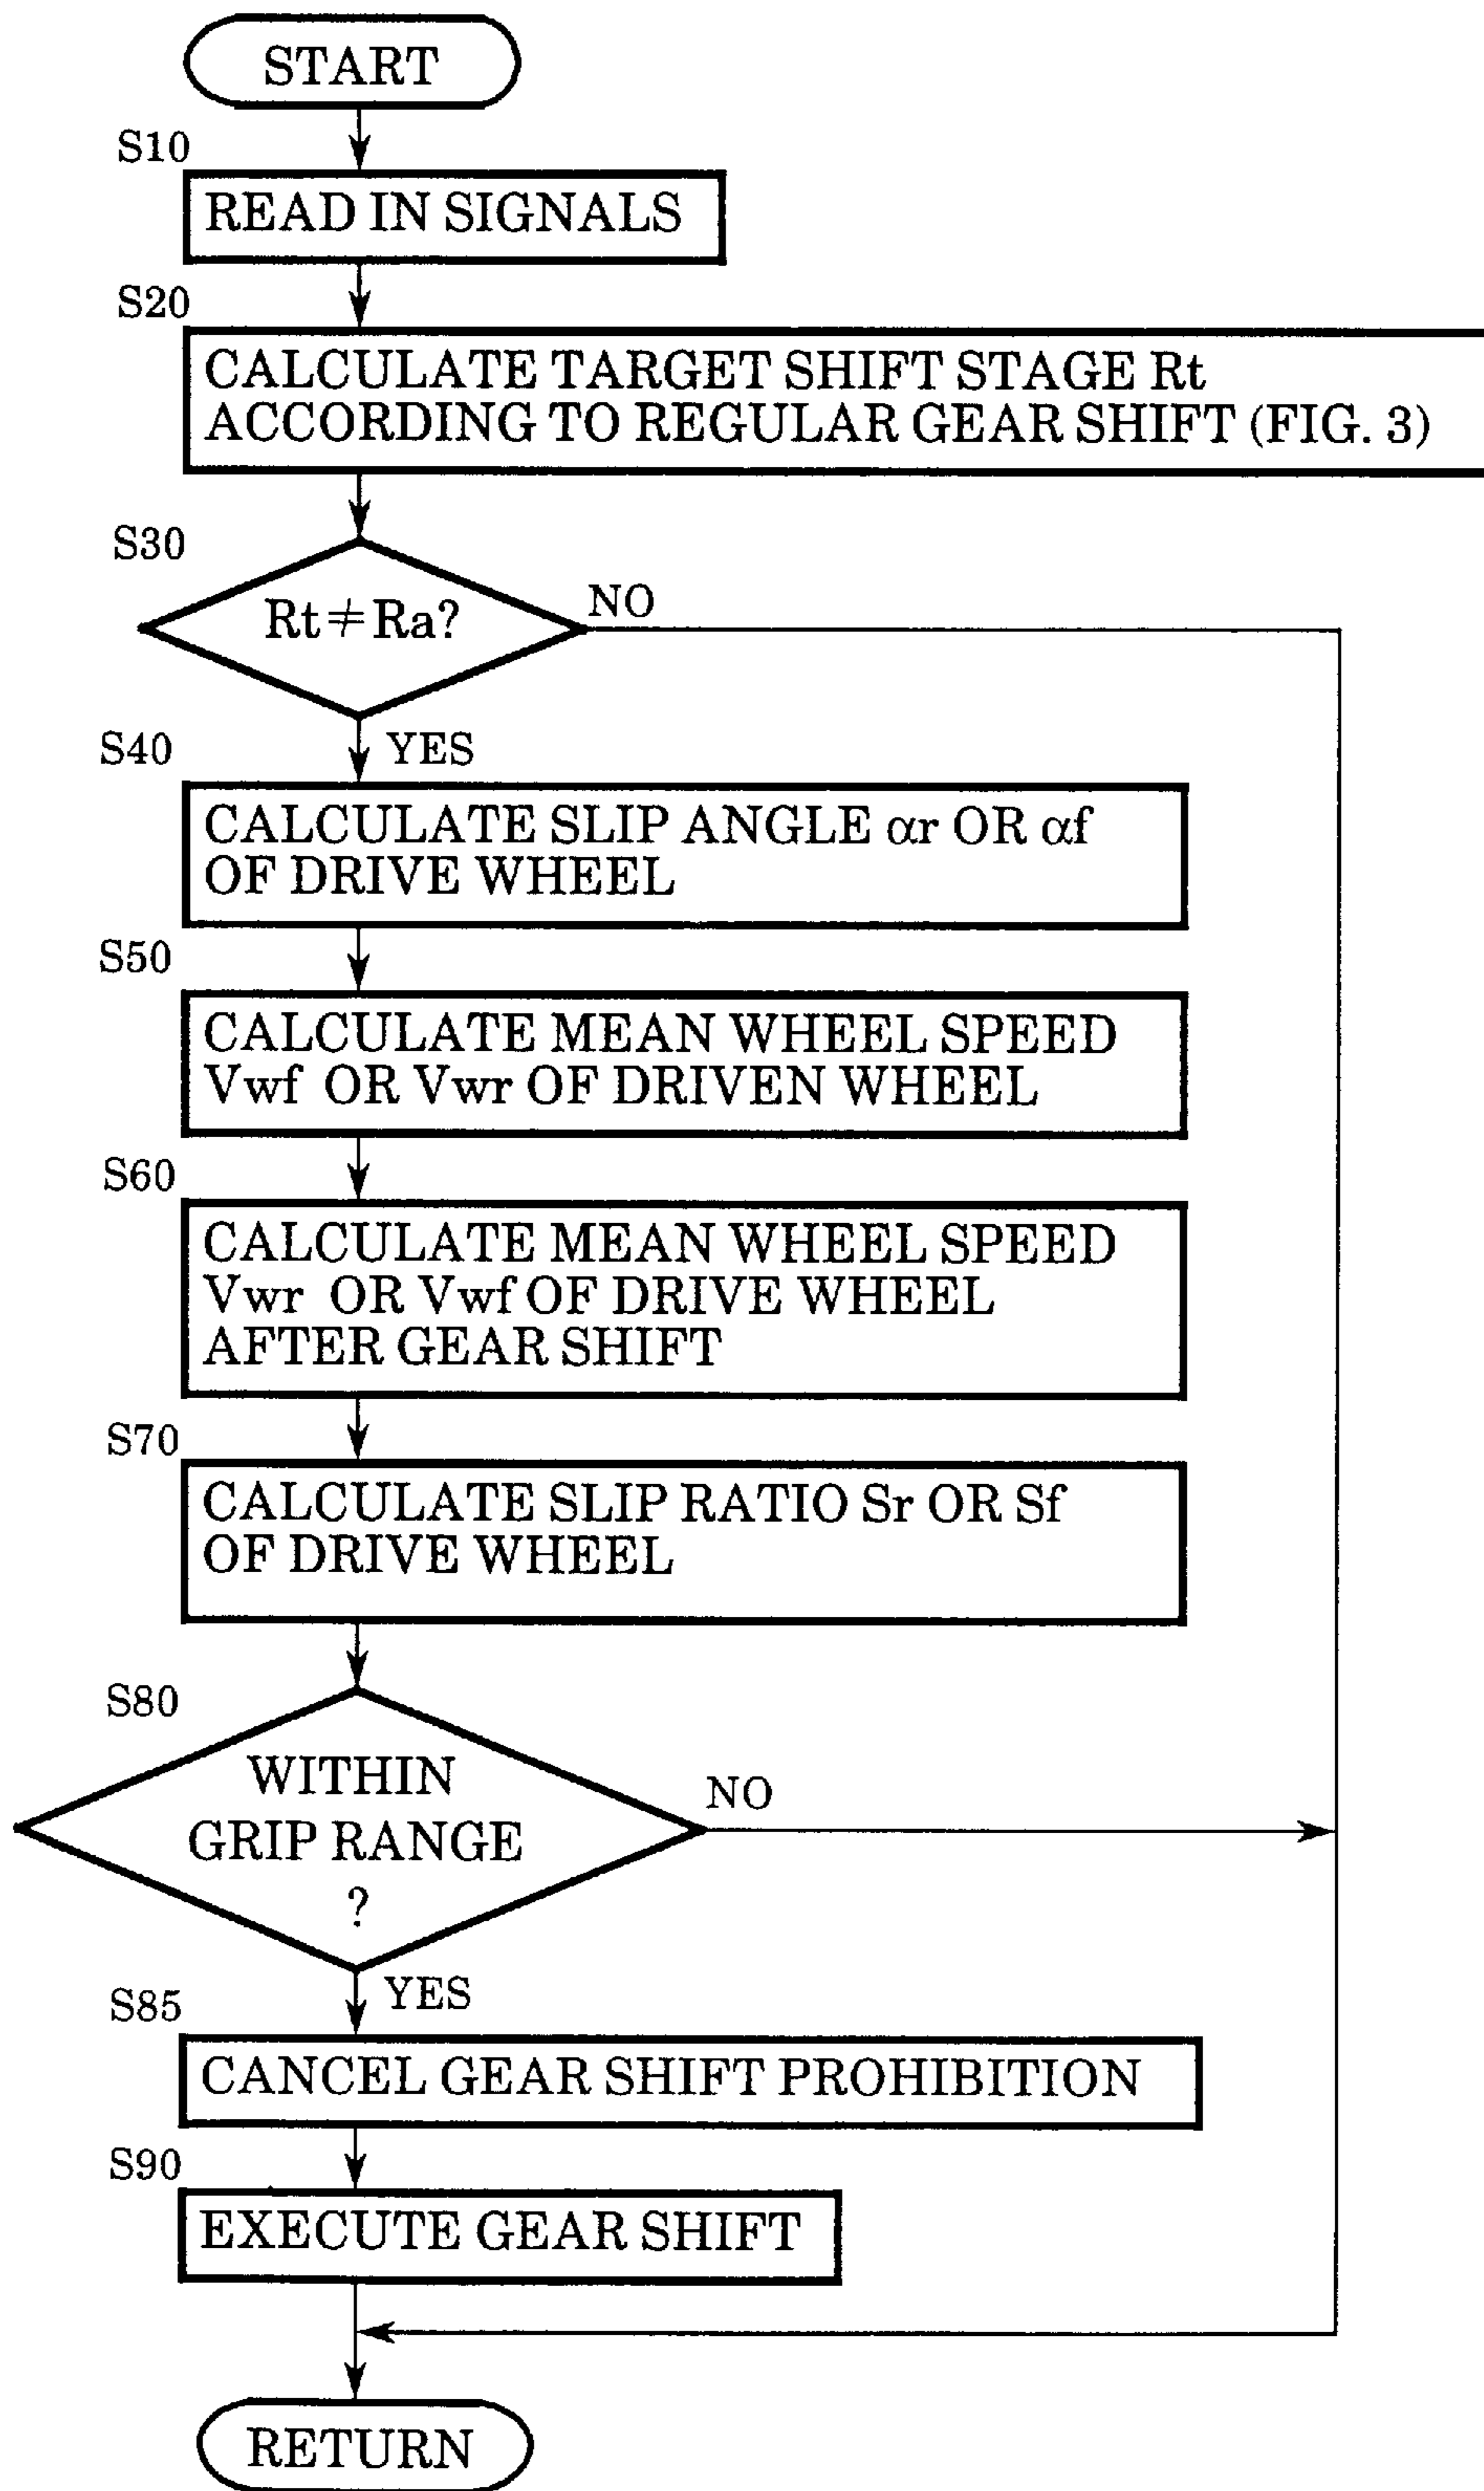 START
S10
READ IN SIGNALS
S20
CALCULATE TARGET SHIFT STAGE Rt
ACCORDING TO REGULAR GEAR SHIFT (FIG. 3)
S30
Rt≠Ra?
NO
YES
S40
CALCULATE SLIP ANGLE αr OR αf
OF DRIVE WHEEL
S50
CALCULATE MEAN WHEEL SPEED
Vwf OR Vwr OF DRIVEN WHEEL
S60
CALCULATE MEAN WHEEL SPEED
Vwr OR Vwf OF DRIVE WHEEL
AFTER GEAR SHIFT
S70
CALCULATE SLIP RATIO Sr OR Sf
OF DRIVE WHEEL
S80
WITHIN
GRIP RANGE
?
NO
YES
S85
CANCEL GEAR SHIFT PROHIBITION
S90
EXECUTE GEAR SHIFT
RETURN